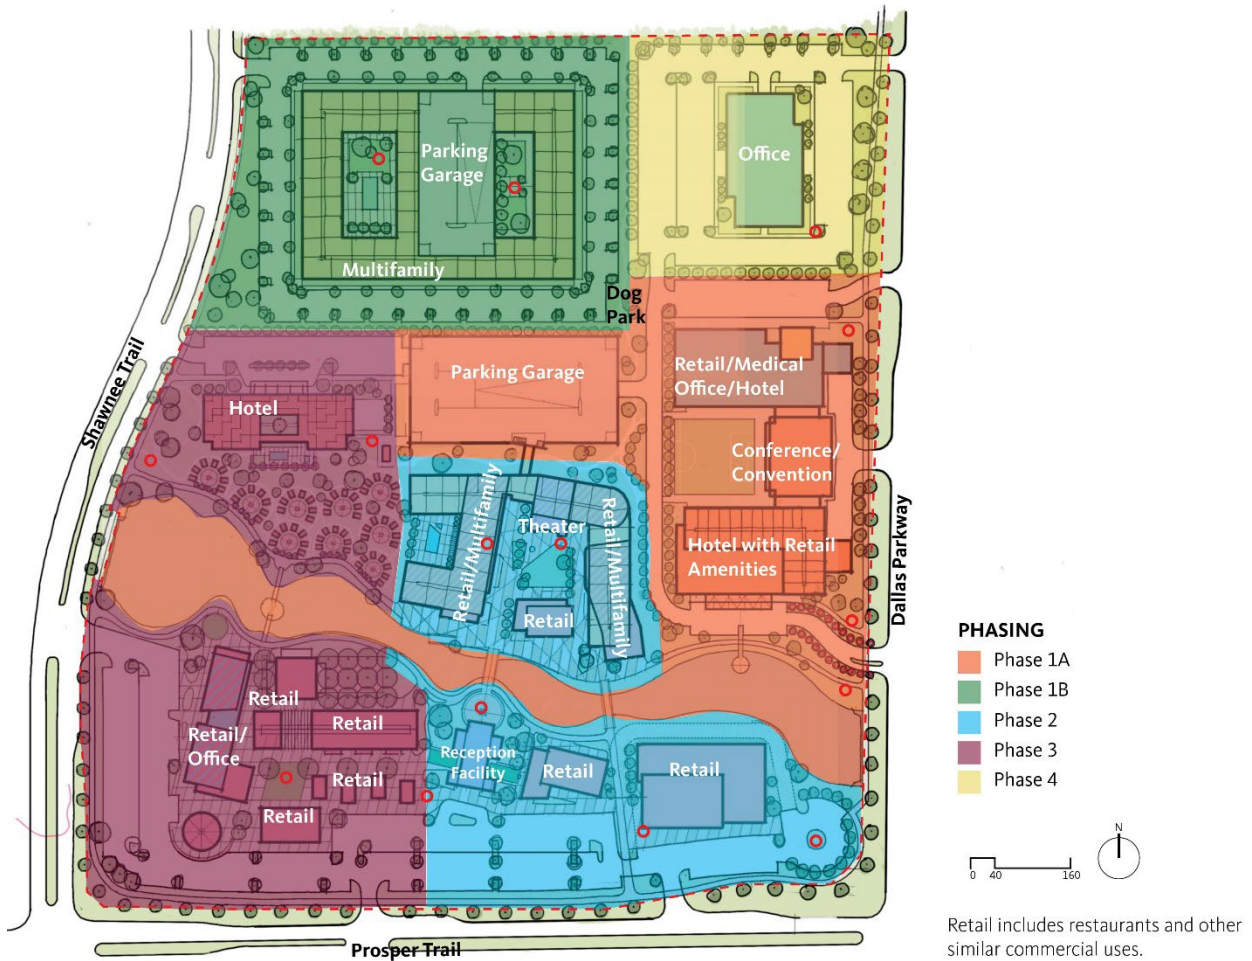 Parking
Garage
Office
Multifamily
Dog
Park
Shawnee Trail
Parking Garage
Retail/Medical
Office/Hotel
Hotel
Conference/
Convention
Retail/Multifamily
Theater
Retail/Multifamily
Hotel with Retail
Amenities
Dallas Parkway
Retail
Retail
Retail
Retail/
Office
Reception
Facility
Retail
Retail
Retail
Retail
Prosper Trail
PHASING
Phase 1A
Phase 1B
Phase 2
Phase 3
Phase 4
N
0 40 160
Retail includes restaurants and other
similar commercial uses.